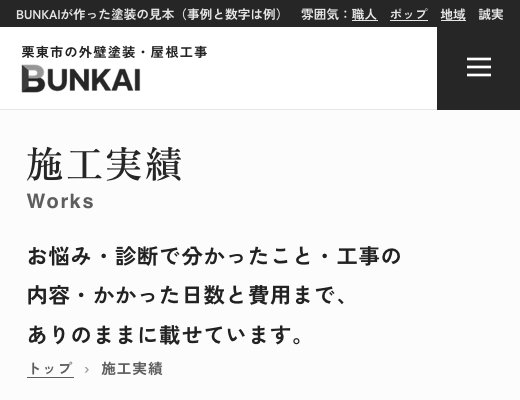 BUNKAIが作った塗装の見本（事例と数字は例） 雰囲気：職人 ポップ 地域 誠実
栗東市の外壁塗装・屋根工事
BUNKAI
施工実績
Works
お悩み・診断で分かったこと・工事の
内容・かかった日数と費用まで、
ありのままに載せています。
トップ › 施工実績